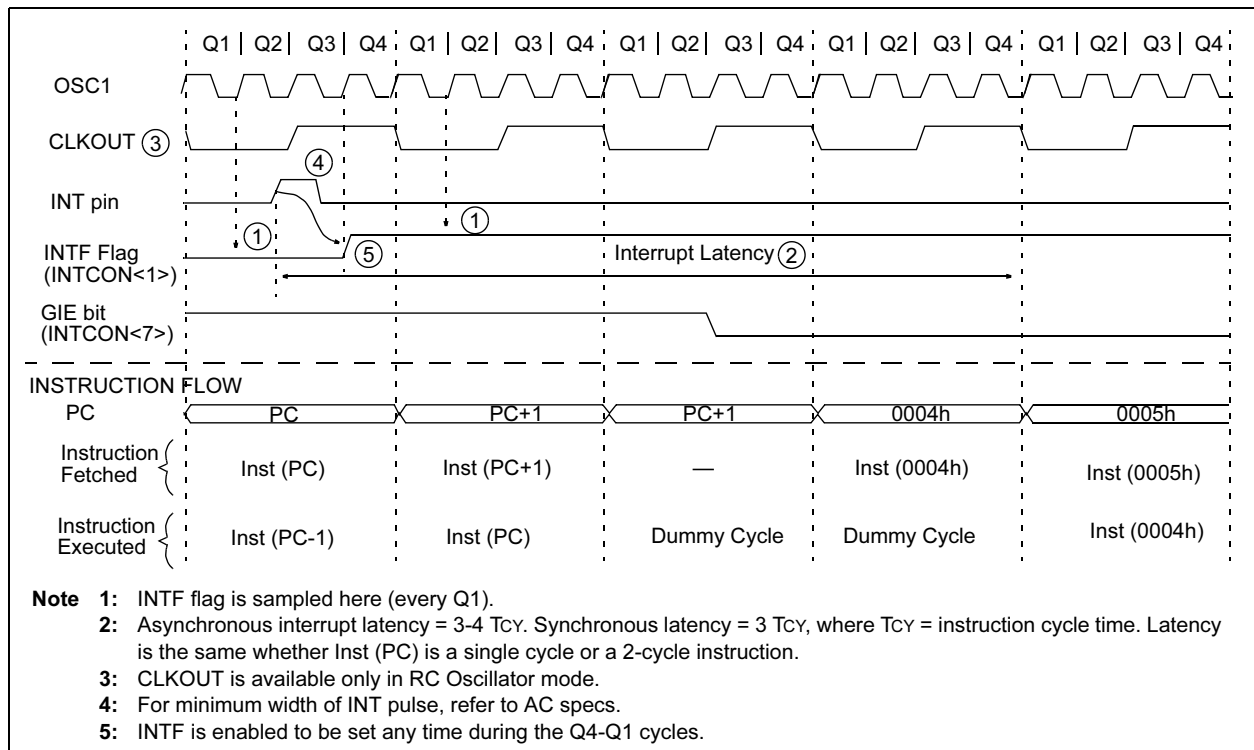 Q1 | Q2 | Q3 | Q4 Q1 | Q2 | Q3 | Q4 Q1 | Q2 | Q3 | Q4 Q1 | Q2 | Q3 | Q4 Q1 | Q2 | Q3 | Q4
OSC1
CLKOUT 3
4
INT pin
1 1
INTF Flag
(INTCON<1>)
5
Interrupt Latency 2
GIE bit
(INTCON<7>)
INSTRUCTION FLOW
PC PC PC+1 PC+1 0004h 0005h
Instruction
Fetched
Inst (PC) Inst (PC+1) — Inst (0004h) Inst (0005h)
Instruction
Executed
Inst (PC-1) Inst (PC) Dummy Cycle Dummy Cycle Inst (0004h)
Note 1: INTF flag is sampled here (every Q1).
2: Asynchronous interrupt latency = 3-4 TCY. Synchronous latency = 3 TCY, where TCY = instruction cycle time. Latency
is the same whether Inst (PC) is a single cycle or a 2-cycle instruction.
3: CLKOUT is available only in RC Oscillator mode.
4: For minimum width of INT pulse, refer to AC specs.
5: INTF is enabled to be set any time during the Q4-Q1 cycles.